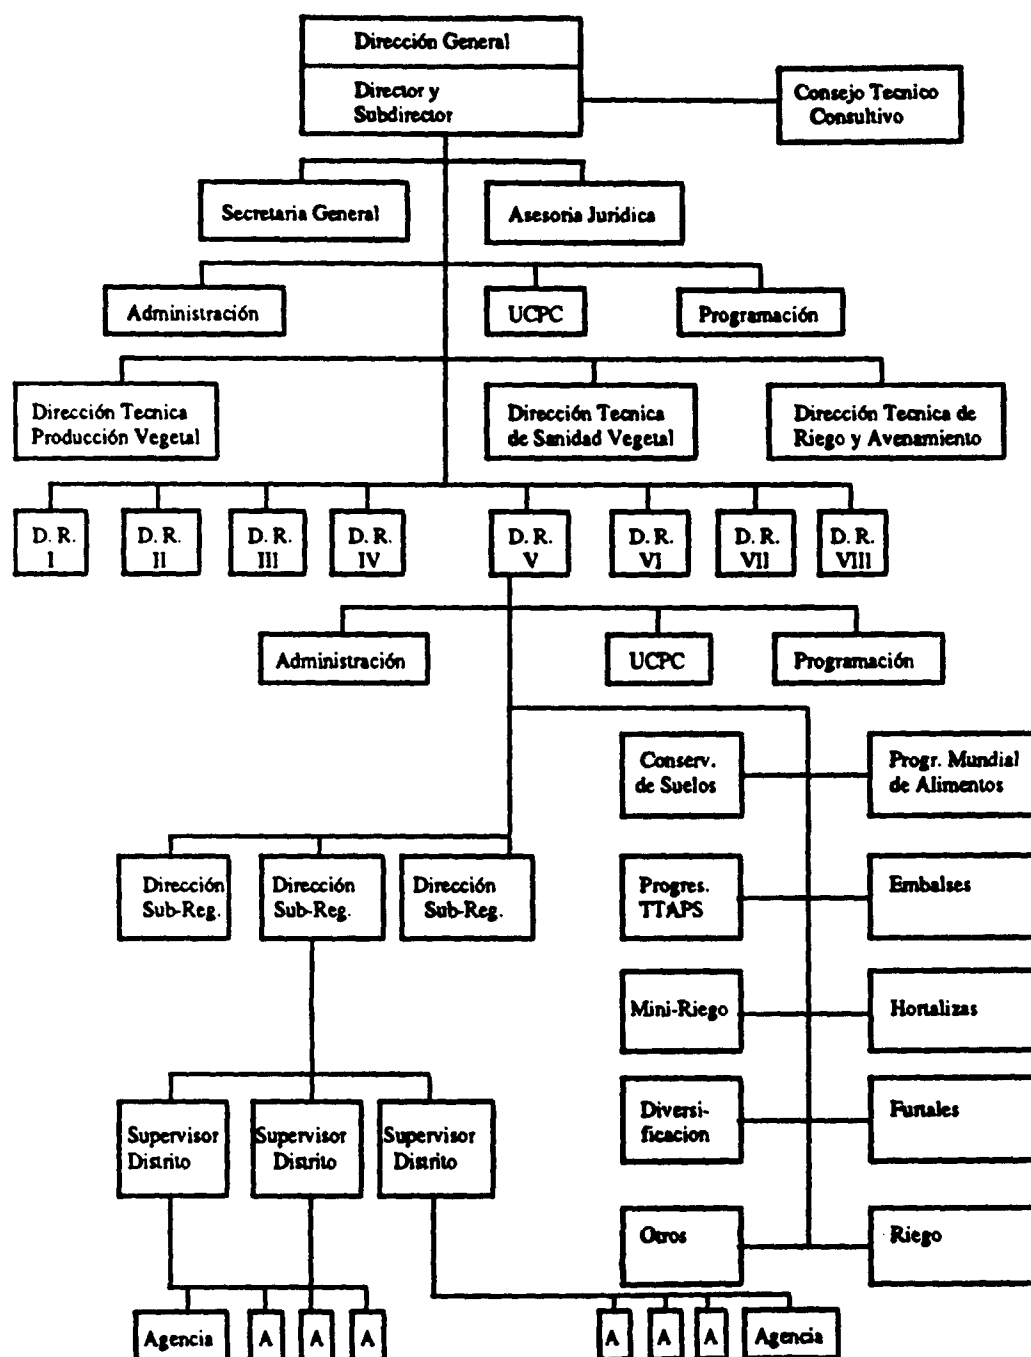 Dirección General
Director y
Subdirector
Consejo Tecnico
Consultivo
Secretaria General
Asesoria Jurídica
Administración
UCPC
Programación
Dirección Tecnica
Producción Vegetal
Dirección Tecnica
de Sanidad Vegetal
Dirección Tecnica de
Riego y Avenamiento
D. R.
I
D. R.
II
D. R.
III
D. R.
IV
D. R.
V
D. R.
VI
D. R.
VII
D. R.
VIII
Administración
UCPC
Programación
Conserv.
de Suelos
Progr. Mundial
de Alimentos
Dirección
Sub-Reg.
Dirección
Sub-Reg.
Dirección
Sub-Reg.
Progres.
TTAPS
Embalses
Mini-Riego
Hortalizas
Supervisor
Distrito
Supervisor
Distrito
Supervisor
Distrito
Diversi-
ficacion
Furtales
Otros
Riego
Agencia
A
A
A
A
A
A
Agencia